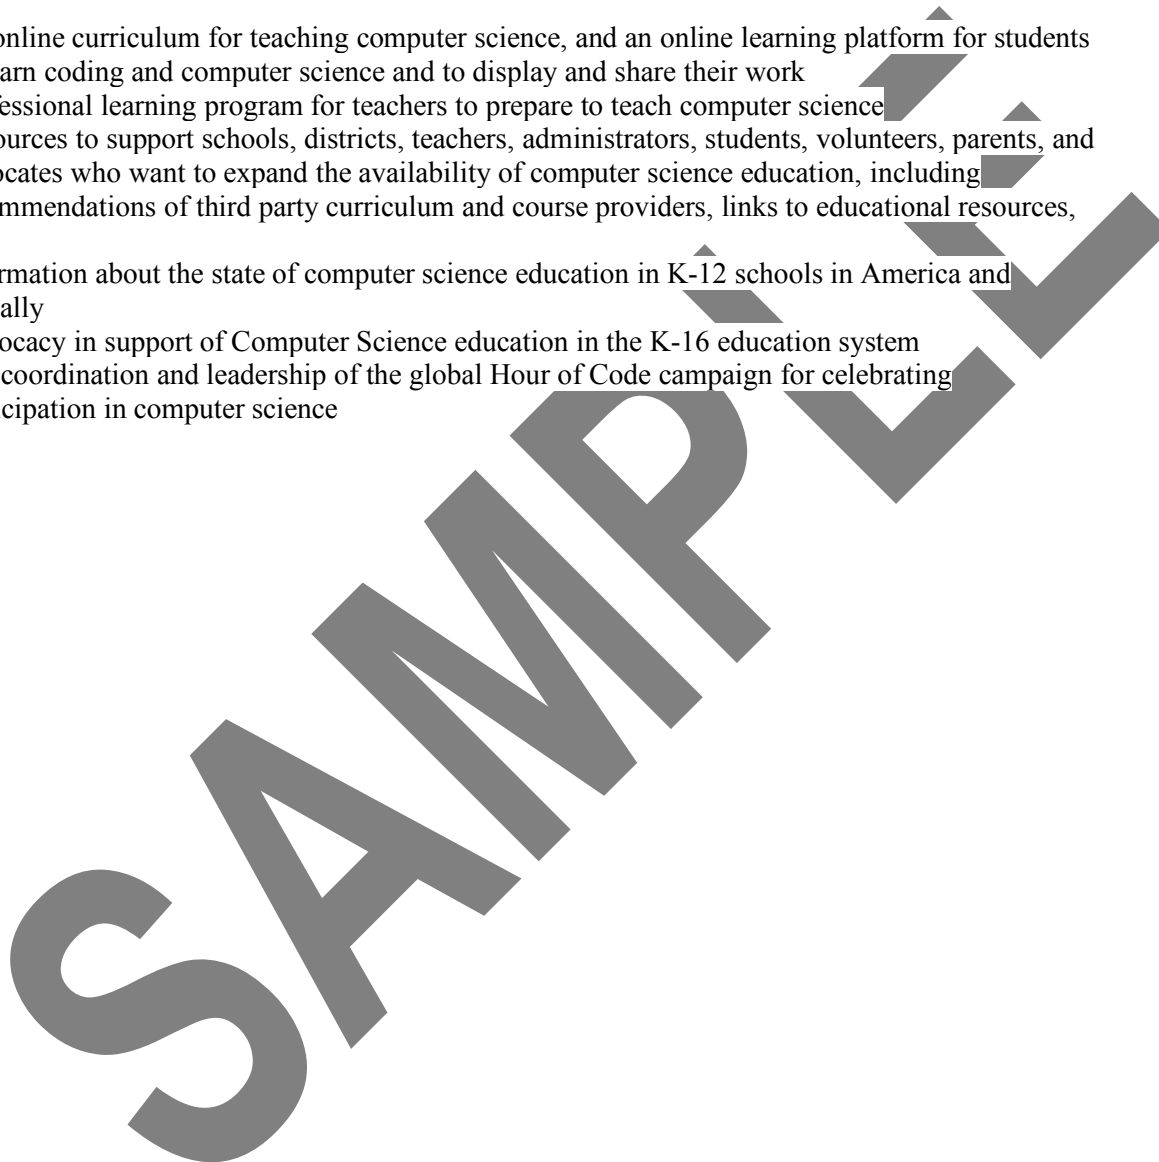 online curriculum for teaching computer science, and an online learning platform for students
arn coding and computer science and to display and share their work
essional learning program for teachers to prepare to teach computer science
ources to support schools, districts, teachers, administrators, students, volunteers, parents, and
ocates who want to expand the availability of computer science education, including
mmendations of third party curriculum and course providers, links to educational resources,
rmation about the state of computer science education in K-12 schools in America and
ally
ocacy in support of Computer Science education in the K-16 education system
coordination and leadership of the global Hour of Code campaign for celebrating
cipation in computer science
SAMPLE